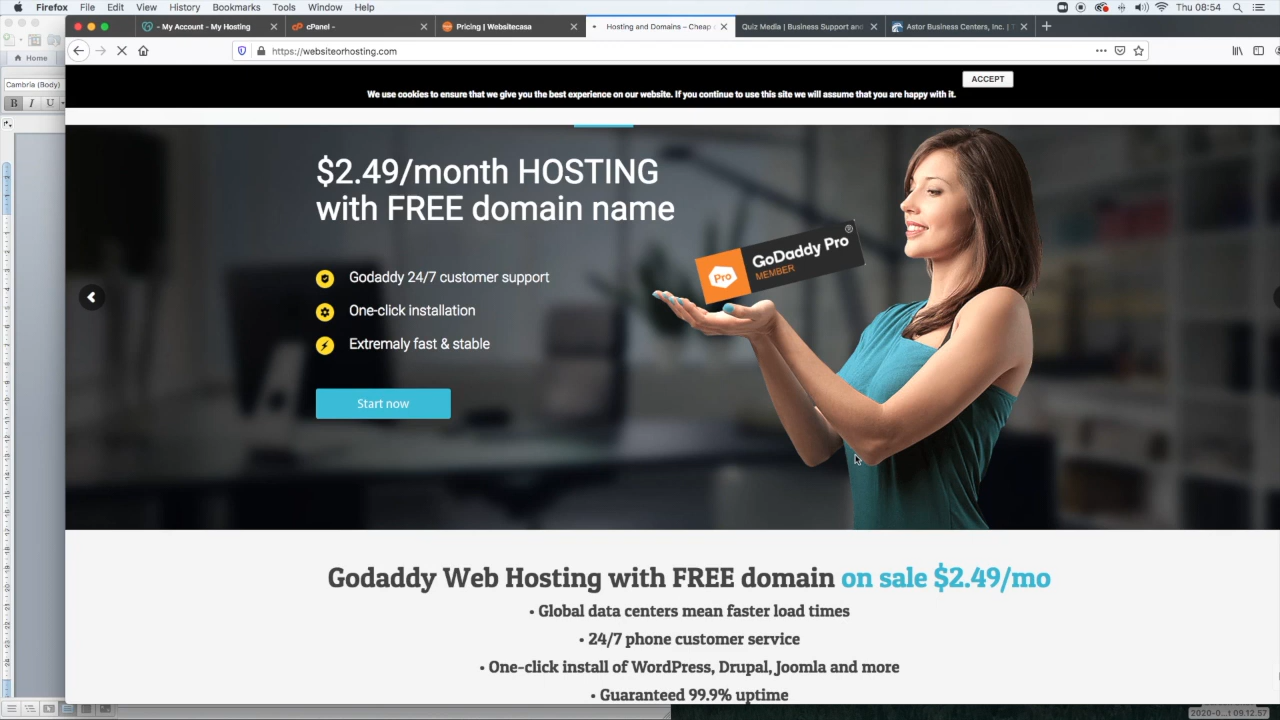 Firefox File Edit View History Bookmarks Tools Window Help
Thu 08:54
- My Account - My Hosting
cPanel -
Pricing | Websitecasa
Hosting and Domains – Cheap
Quiz Media | Business Support and
Astor Business Centers, Inc. | T
https://websiteorhosting.com
Home
Cambria (Body)
B I U
ACCEPT
We use cookies to ensure that we give you the best experience on our website. If you continue to use this site we will assume that you are happy with it.
$2.49/month HOSTING
with FREE domain name
Godaddy 24/7 customer support
One-click installation
Extremaly fast & stable
Start now
Pro
GoDaddy Pro
MEMBER
Godaddy Web Hosting with FREE domain on sale $2.49/mo
• Global data centers mean faster load times
• 24/7 phone customer service
• One-click install of WordPress, Drupal, Joomla and more
• Guaranteed 99.9% uptime
2020-0...t 09.12.57